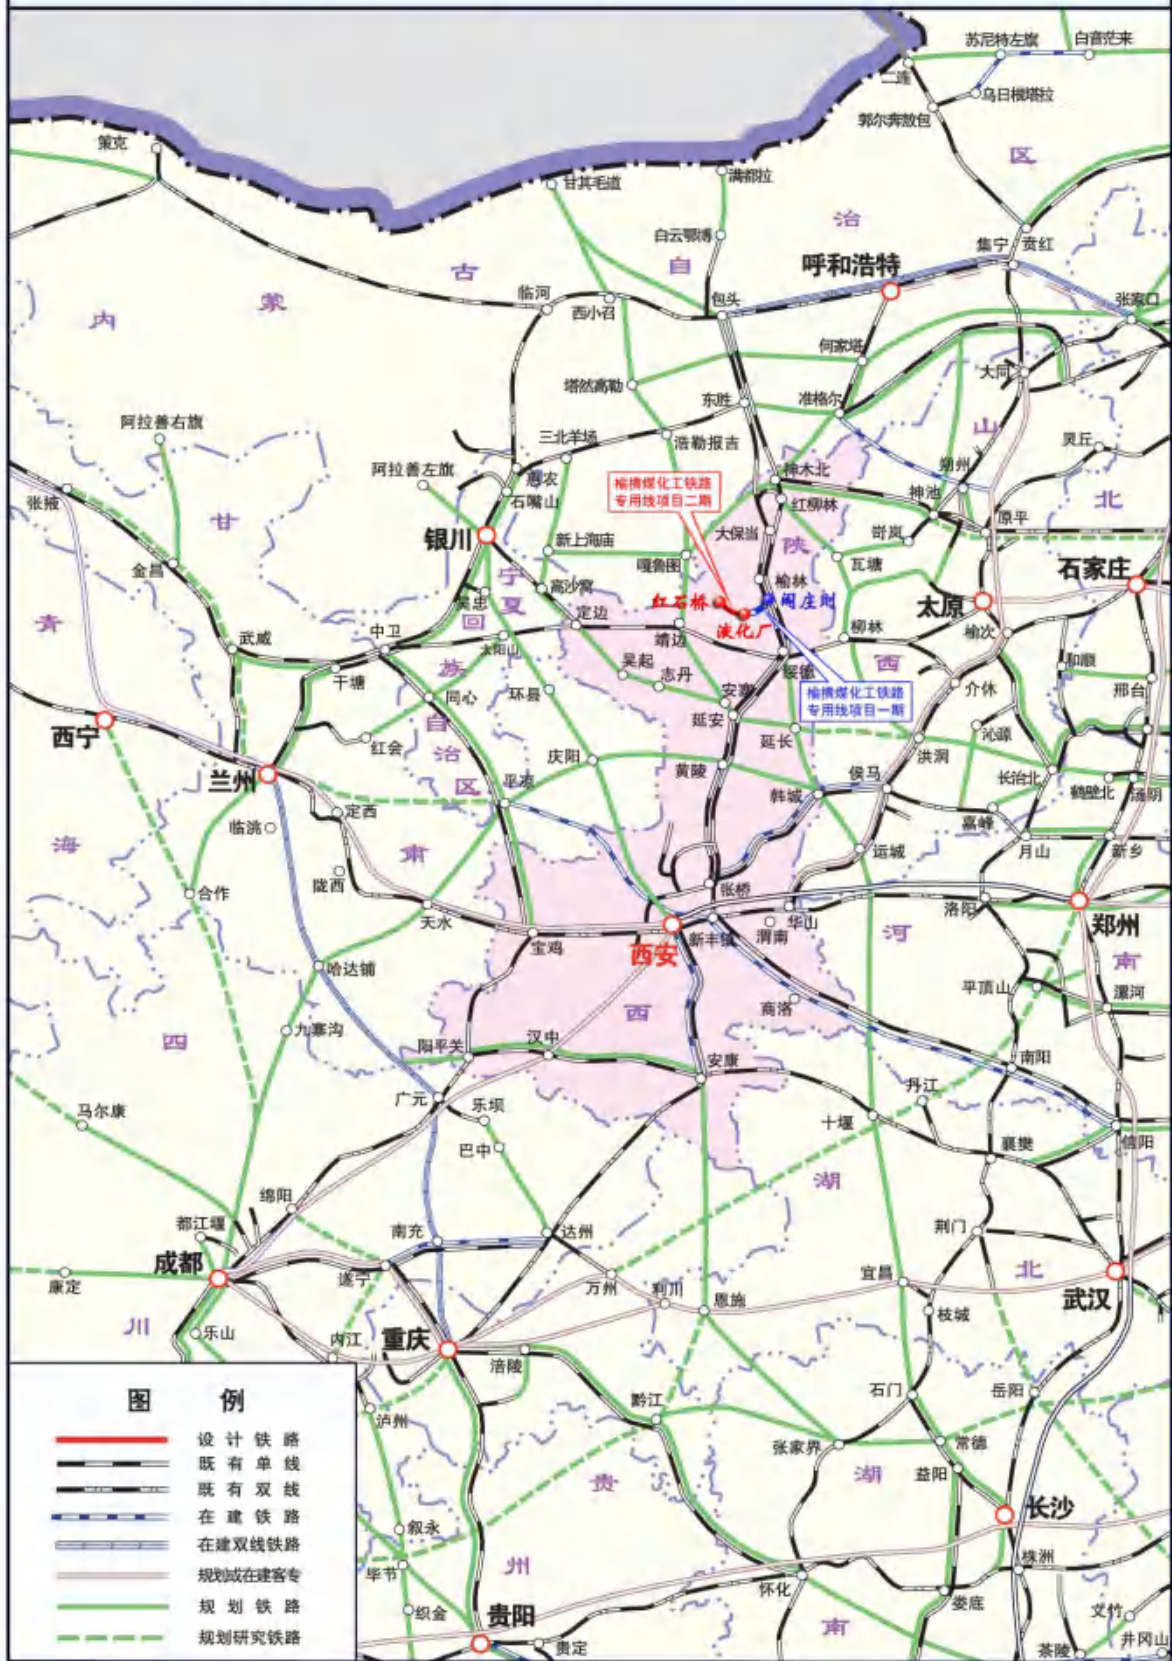 苏尼特左旗
白音茫来
二连
乌日根塔拉
郭尔奔敖包
策克
区
甘其毛道
满都拉
治
白云鄂博
自
集宁
贲红
呼和浩特
古
临河
西小召
包头
张家口
蒙
内
何家塔
大同
塔然高勒
东胜
准格尔
阿拉善右旗
山
三北羊场
浩勒报吉
灵丘
阿拉善左旗
惠农
神木北
朔州
石嘴山
榆横煤化工铁路
专用线项目二期
红柳林
神池
北
张掖
甘
原平
银川
大保当
陕
岢岚
新上海庙
嘎鲁图
瓦塘
石家庄
金昌
宁
夏
高沙窝
榆林
太原
吴忠
红石桥
阎庄则
青
回
定边
液化厂
柳林
榆次
武威
中卫
太阳山
靖边
西
绥德
族
吴起
志丹
和顺
干塘
同心
环县
安塞
榆横煤化工铁路
专用线项目一期
介休
邢台
西宁
自
延安
沁源
红会
治
庆阳
延长
洪洞
兰州
区
平凉
黄陵
侯马
长治北
韩城
鹤壁北
汤阴
定西
临洮
嘉峰
海
肃
运城
月山
新乡
陇西
合作
张桥
天水
洛阳
华山
郑州
宝鸡
西安
新丰镇
渭南
河
南
哈达铺
平顶山
漯河
西
商洛
四
九寨沟
阳平关
汉中
安康
南阳
丹江
广元
乐坝
马尔康
十堰
信阳
巴中
襄樊
湖
绵阳
都江堰
南充
达州
荆门
成都
康定
遂宁
万州
利川
恩施
宜昌
北
武汉
枝城
川
乐山
内江
重庆
涪陵
石门
岳阳
黔江
泸州
张家界
常德
益阳
湖
贵
长沙
叙永
州
毕节
株洲
怀化
娄底
织金
贵阳
贵定
南
文竹
井冈山
茶陵
图 例
设计铁路
既有单线
既有双线
在建铁路
在建双线铁路
规划或在建客专
规划铁路
规划研究铁路